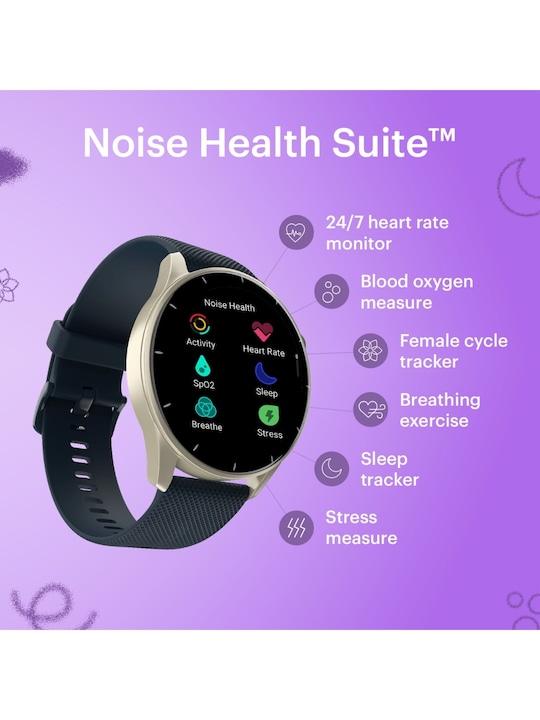 Noise Health Suite™
24/7 heart rate
monitor
Blood oxygen
measure
Female cycle
tracker
Breathing
exercise
Sleep
tracker
Stress
measure
Noise Health
Activity
Heart Rate
SpO2
Sleep
Breathe
Stress